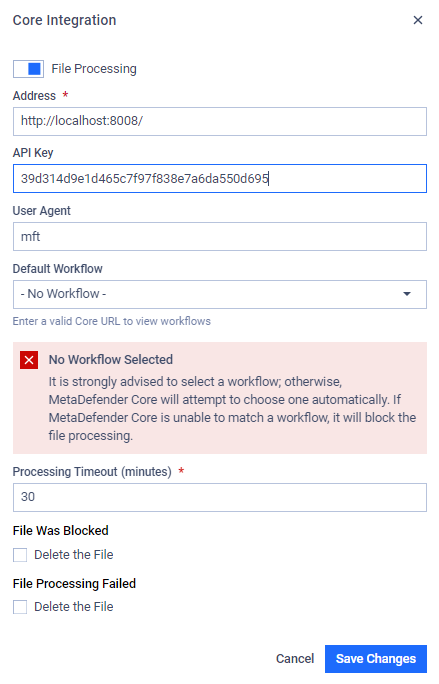 Core Integration
File Processing
Address *
http://localhost:8008/
API Key
39d314d9e1d465c7f97f838e7a6da550d695
User Agent
mft
Default Workflow
- No Workflow -
Enter a valid Core URL to view workflows
No Workflow Selected
It is strongly advised to select a workflow; otherwise,
MetaDefender Core will attempt to choose one automatically. If
MetaDefender Core is unable to match a workflow, it will block the
file processing.
Processing Timeout (minutes) *
30
File Was Blocked
Delete the File
File Processing Failed
Delete the File
Cancel Save Changes